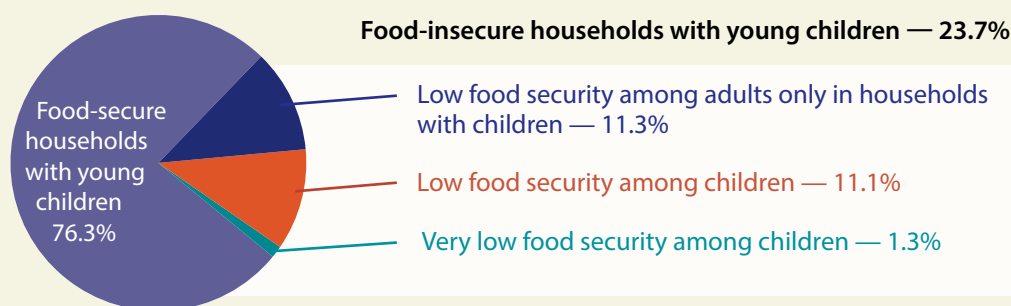 Food-insecure households with young children — 23.7%
Food-secure
households
with young
children
76.3%
Low food security among adults only in households
with children — 11.3%
Low food security among children — 11.1%
Very low food security among children — 1.3%